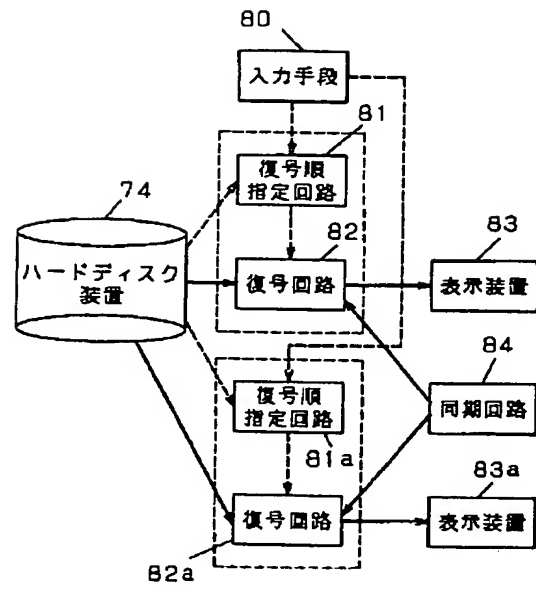 80
入力手段
81
復号順
指定回路
74
ハードディスク
装置
82
復号回路
83
表示装置
84
同期回路
復号順
指定回路
81a
83a
復号回路
表示装置
82a